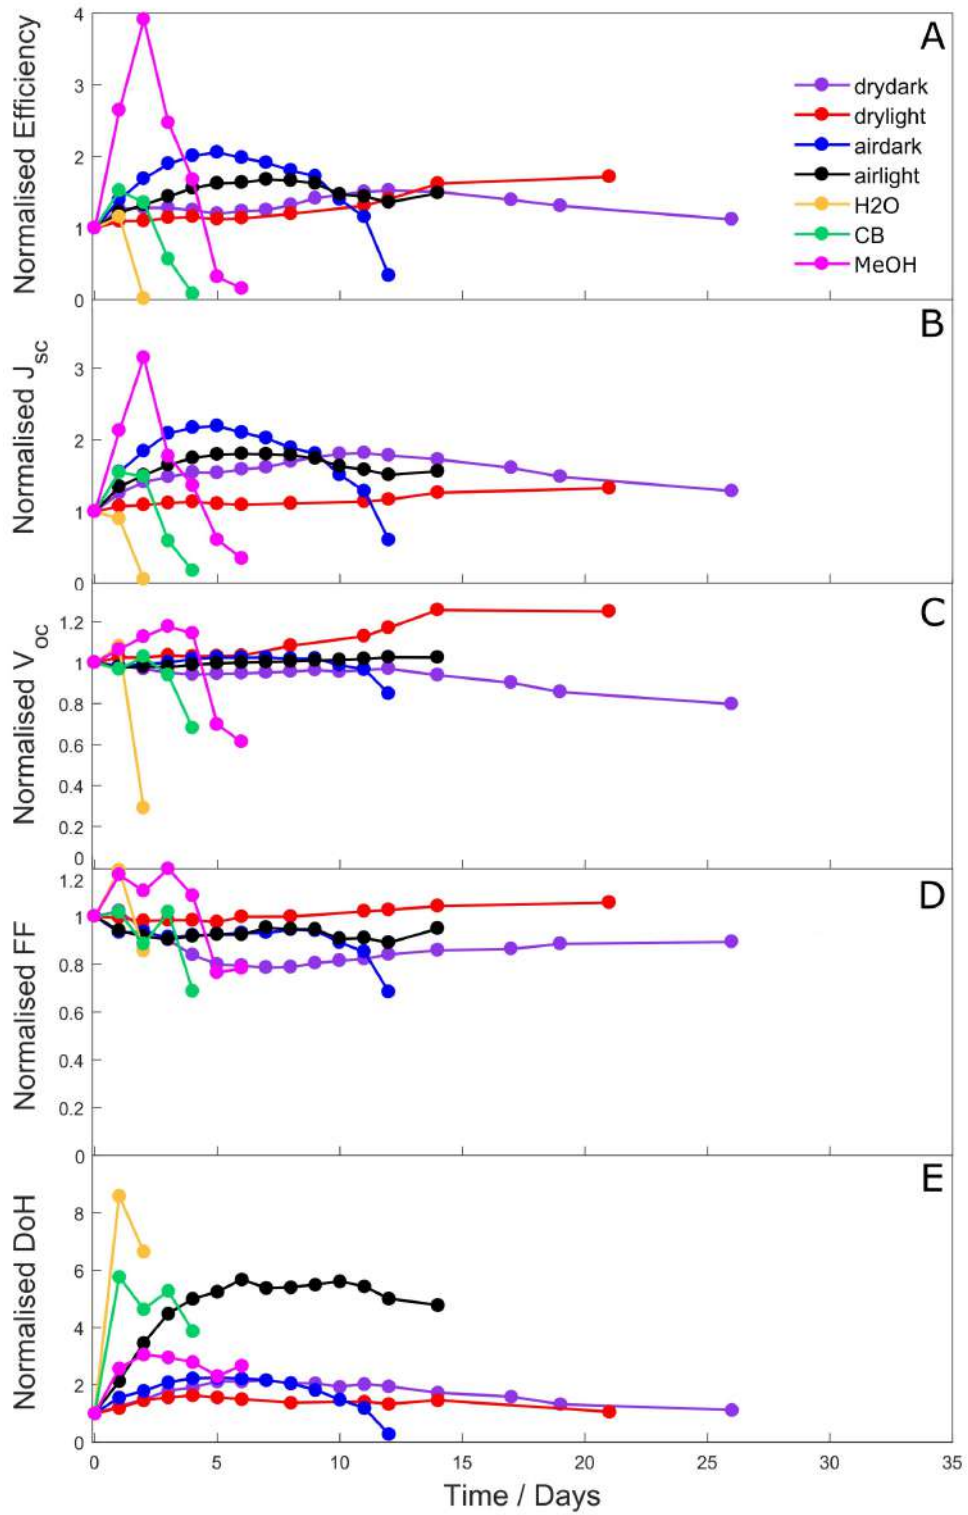 A
Normalised Efficiency
4
3
2
1
0
drydark
drylight
airdark
airlight
H2O
CB
MeOH
B
Normalised Jsc
3
2
1
0
C
Normalised Voc
1.2
1
0.8
0.6
0.4
0.2
0
D
Normalised FF
1.2
1
0.8
0.6
0.4
0.2
0
E
Normalised DoH
8
6
4
2
0
0 5 10 15 20 25 30 35
Time / Days